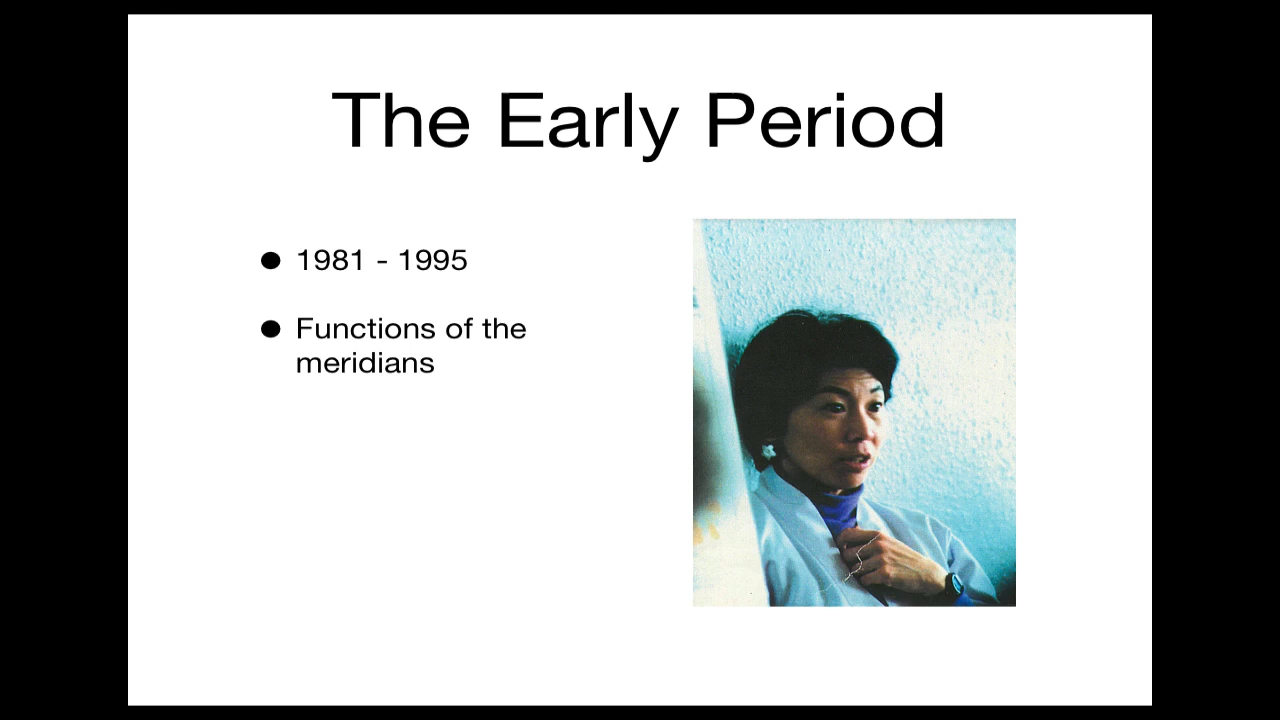 The Early Period
● 1981 - 1995
● Functions of the
meridians